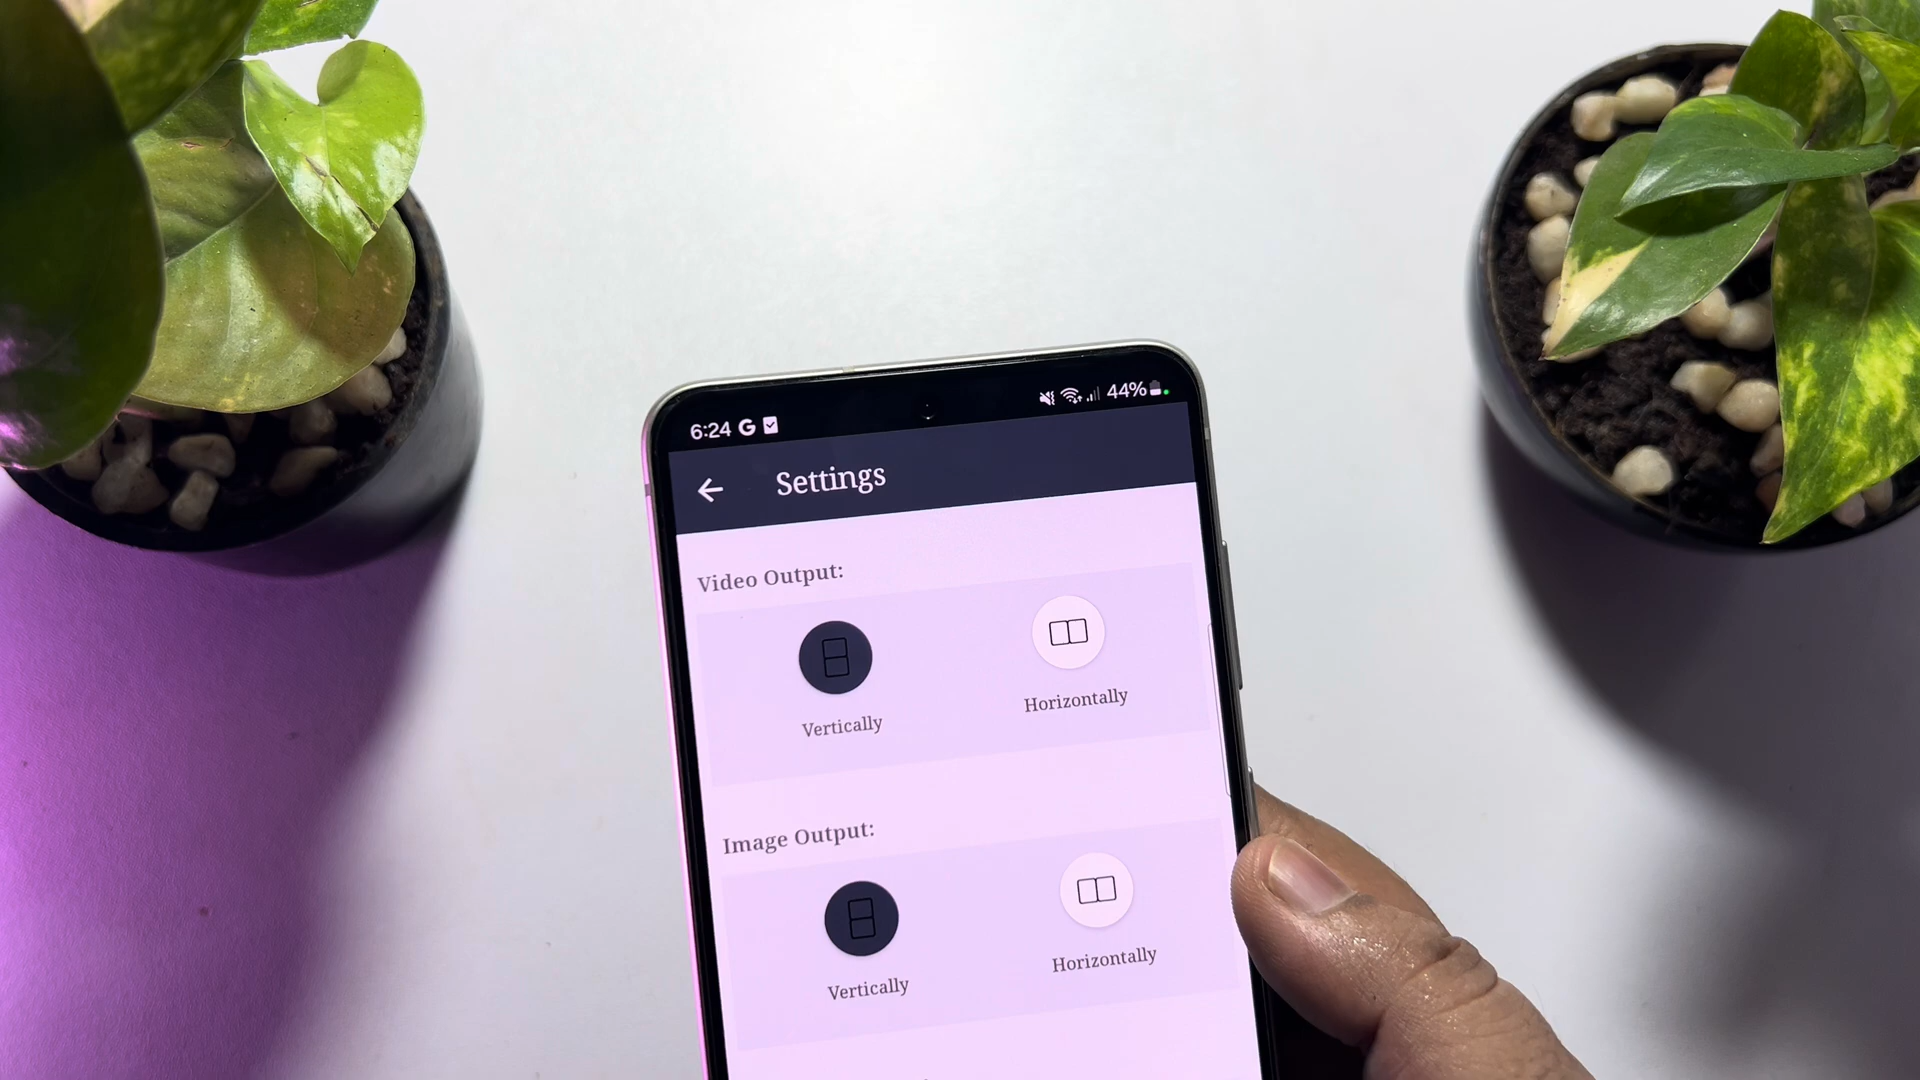 6:24 G 44%
Settings
Video Output:
Vertically Horizontally
Image Output:
Vertically Horizontally